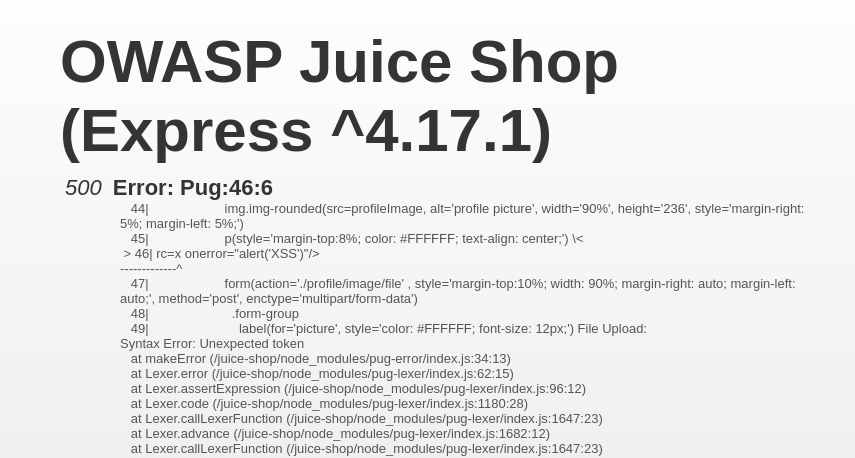 OWASP Juice Shop
(Express ^4.17.1)
500 Error: Pug:46:6
44| img.img-rounded(src=profileImage, alt='profile picture', width='90%', height='236', style='margin-right:
5%; margin-left: 5%;')
45| p(style='margin-top:8%; color: #FFFFFF; text-align: center;') \<
> 46| rc=x onerror="alert('XSS')"/>
-------------^
47| form(action='./profile/image/file' , style='margin-top:10%; width: 90%; margin-right: auto; margin-left:
auto;', method='post', enctype='multipart/form-data')
48| .form-group
49| label(for='picture', style='color: #FFFFFF; font-size: 12px;') File Upload:
Syntax Error: Unexpected token
at makeError (/juice-shop/node_modules/pug-error/index.js:34:13)
at Lexer.error (/juice-shop/node_modules/pug-lexer/index.js:62:15)
at Lexer.assertExpression (/juice-shop/node_modules/pug-lexer/index.js:96:12)
at Lexer.code (/juice-shop/node_modules/pug-lexer/index.js:1180:28)
at Lexer.callLexerFunction (/juice-shop/node_modules/pug-lexer/index.js:1647:23)
at Lexer.advance (/juice-shop/node_modules/pug-lexer/index.js:1682:12)
at Lexer.callLexerFunction (/juice-shop/node_modules/pug-lexer/index.js:1647:23)